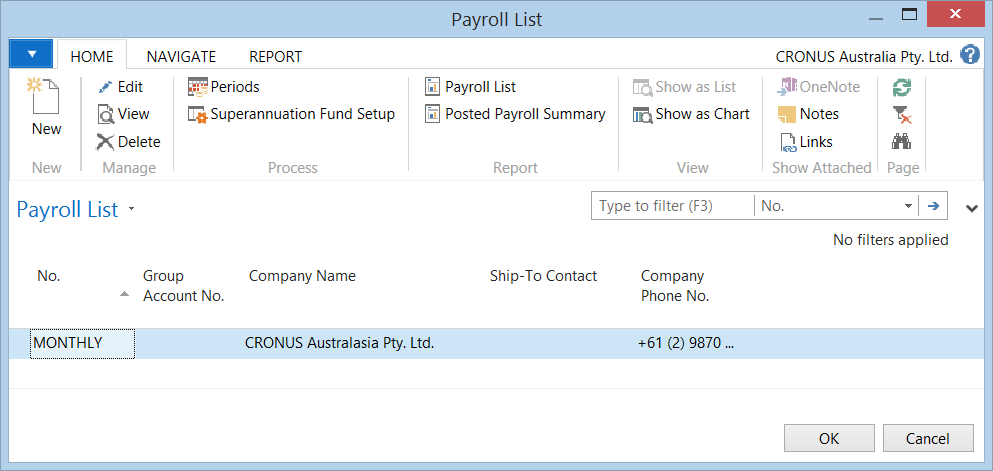 Payroll List
HOME NAVIGATE REPORT CRONUS Australia Pty. Ltd. ?
New
Edit
View
Delete
Periods
Superannuation Fund Setup
Payroll List
Posted Payroll Summary
Show as List
Show as Chart
OneNote
Notes
Links
New Manage Process Report View Show Attached Page
Payroll List
Type to filter (F3) No.
No filters applied
No. Group Account No. Company Name Ship-To Contact Company Phone No.
MONTHLY CRONUS Australasia Pty. Ltd. +61 (2) 9870 ...
OK Cancel